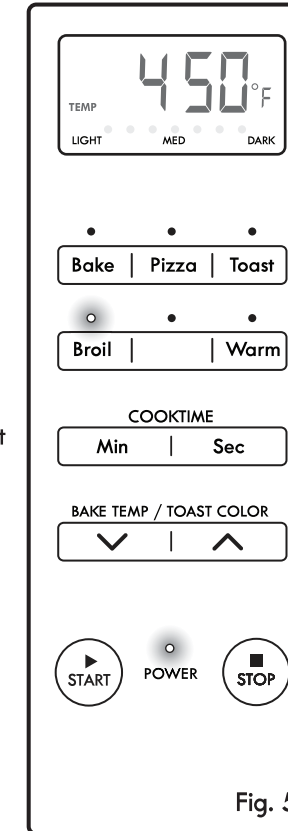 450°F
TEMP
LIGHT MED DARK
Bake | Pizza | Toast
Broil | | Warm
t
COOKTIME
Min | Sec
BAKE TEMP / TOAST COLOR
START POWER STOP
Fig. 5